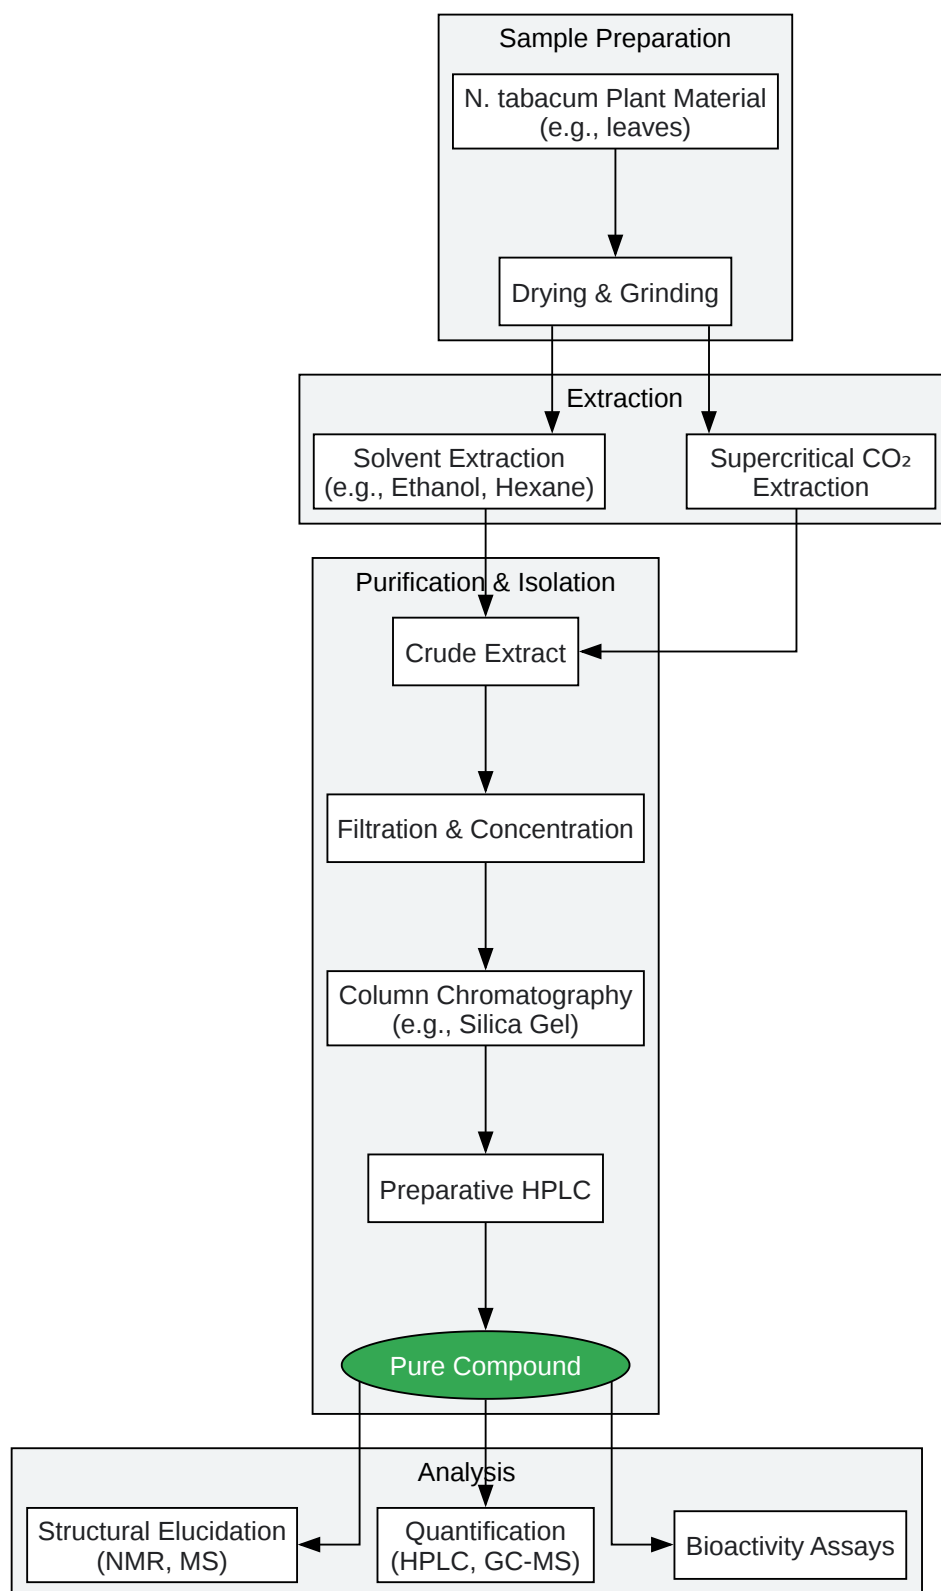 Sample Preparation
N. tabacum Plant Material
(e.g., leaves)
Drying & Grinding
Extraction
Solvent Extraction
(e.g., Ethanol, Hexane)
Supercritical CO₂
Extraction
Purification & Isolation
Crude Extract
Filtration & Concentration
Column Chromatography
(e.g., Silica Gel)
Preparative HPLC
Pure Compound
Analysis
Structural Elucidation
(NMR, MS)
Quantification
(HPLC, GC-MS)
Bioactivity Assays